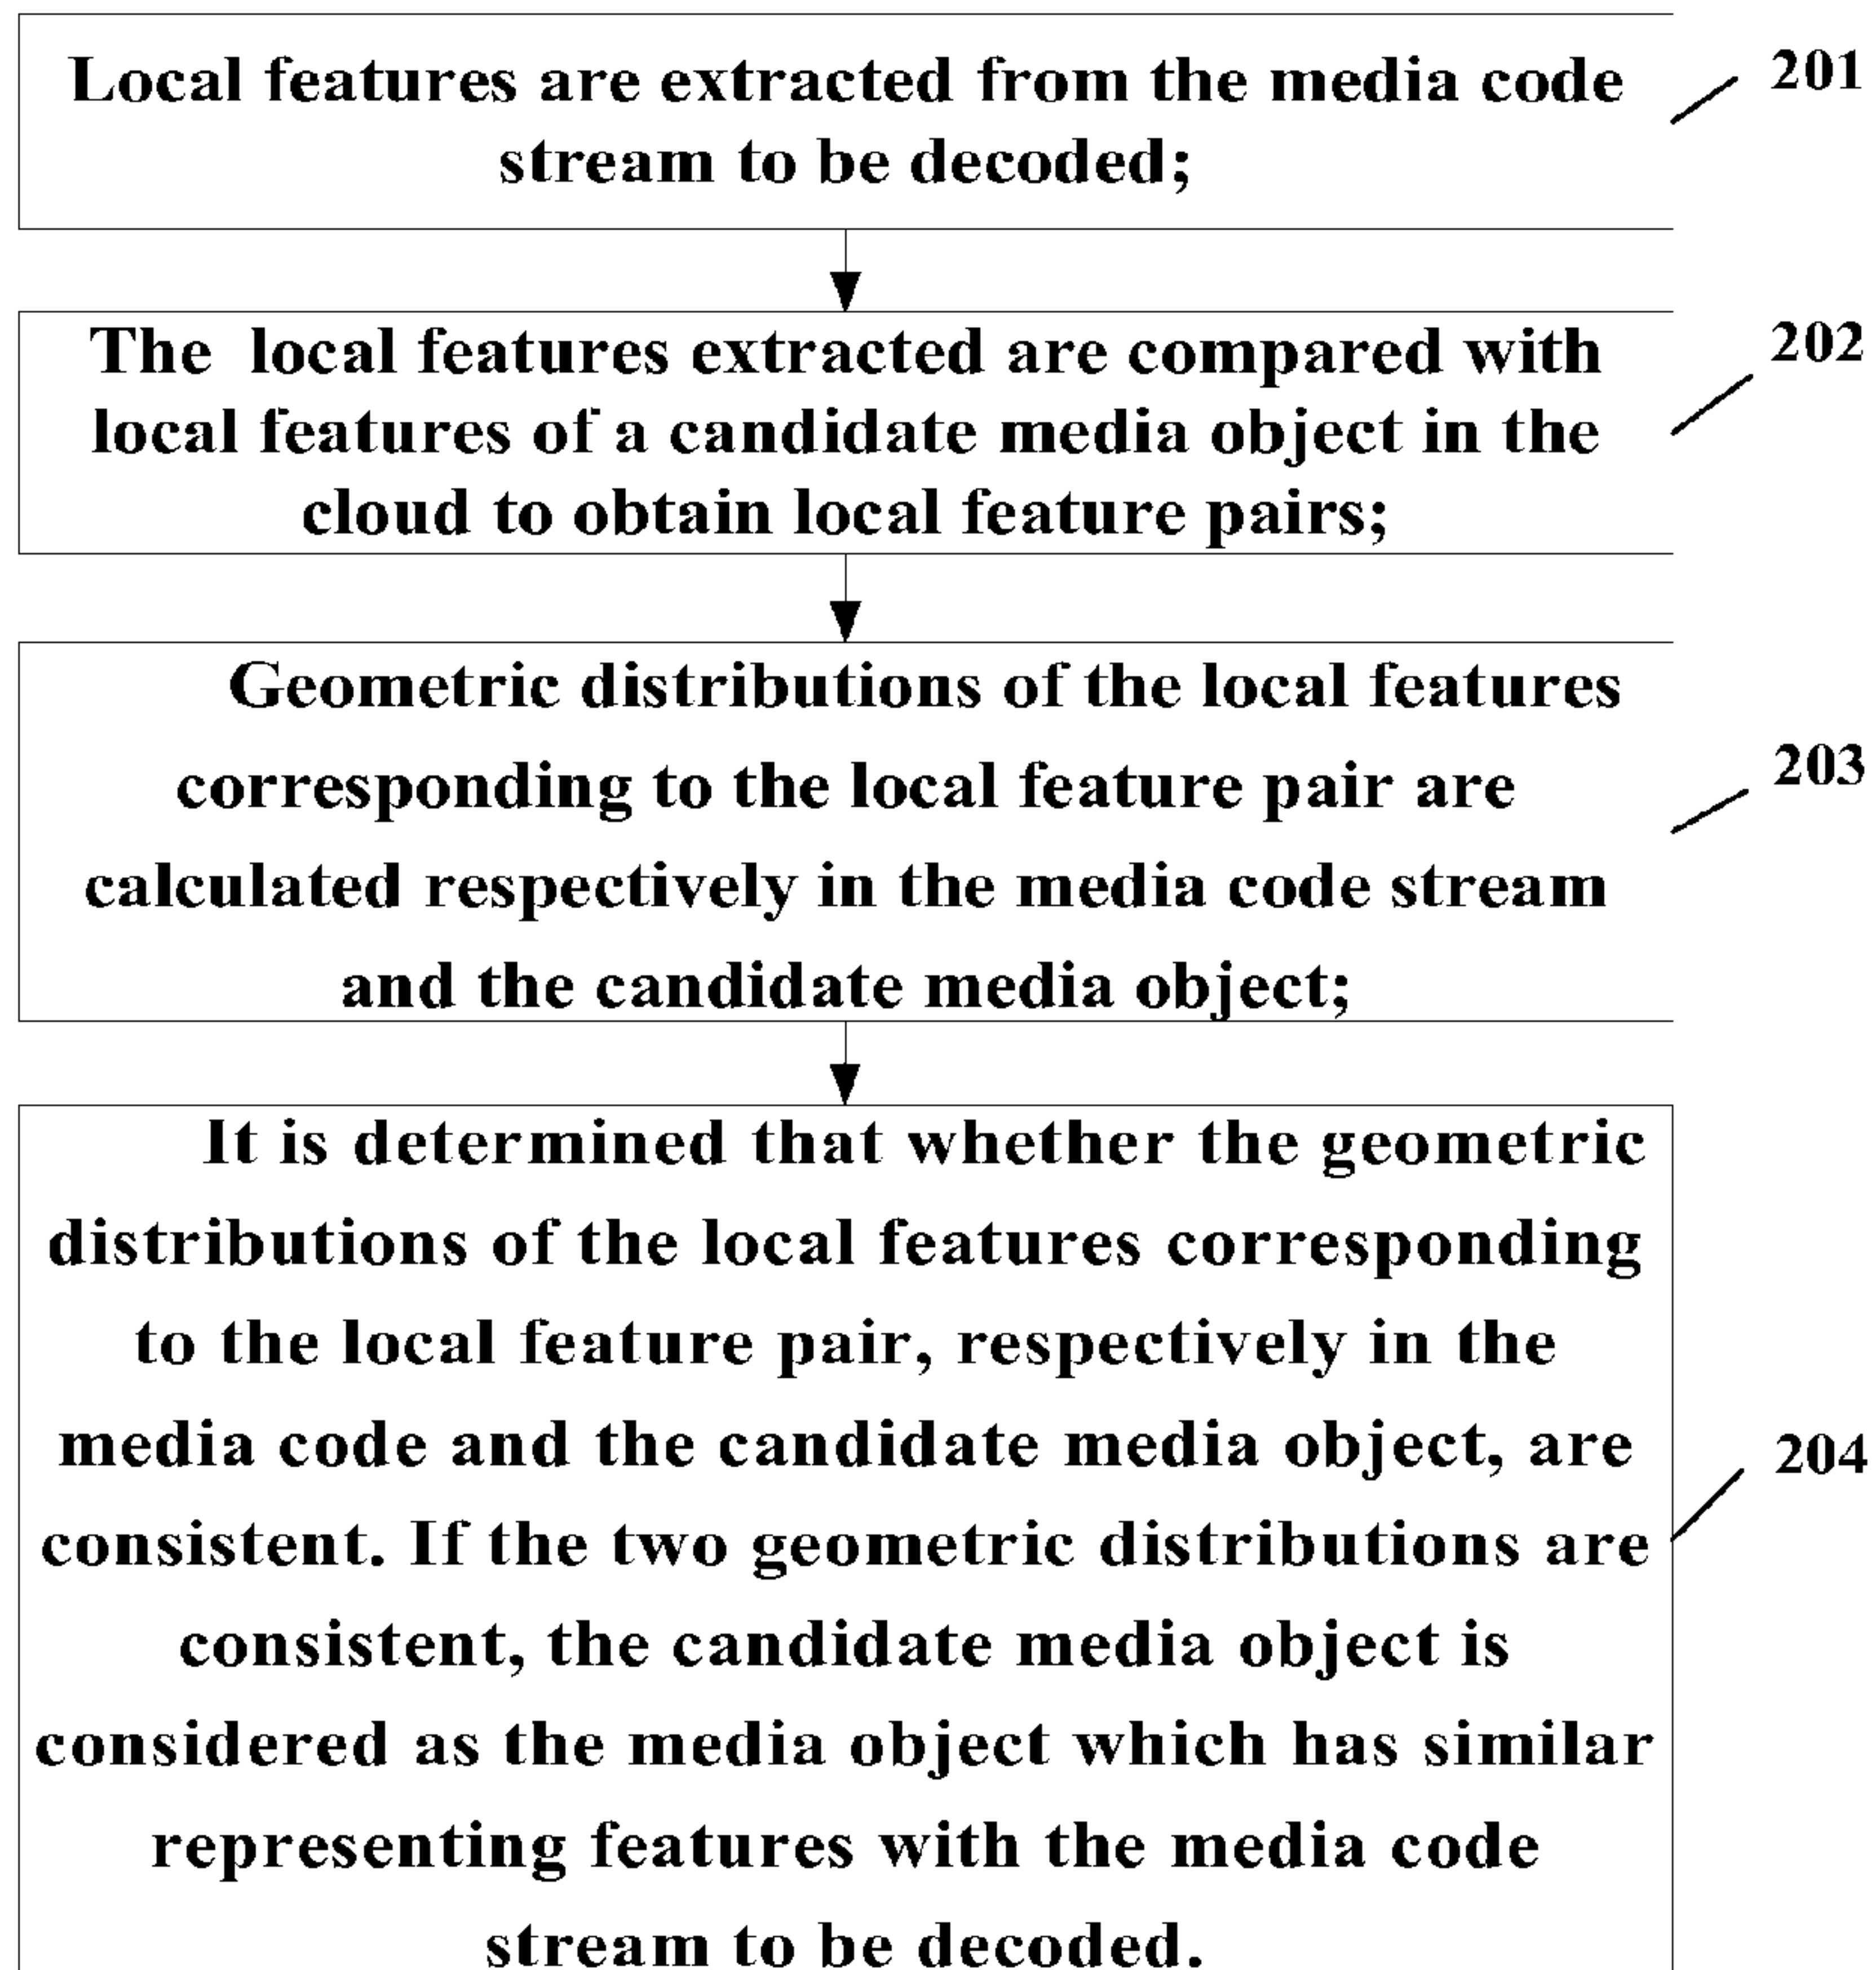 Local features are extracted from the media code
stream to be decoded;
201
The local features extracted are compared with
local features of a candidate media object in the
cloud to obtain local feature pairs;
202
Geometric distributions of the local features
corresponding to the local feature pair are
calculated respectively in the media code stream
and the candidate media object;
203
It is determined that whether the geometric
distributions of the local features corresponding
to the local feature pair, respectively in the
media code and the candidate media object, are
consistent. If the two geometric distributions are
consistent, the candidate media object is
considered as the media object which has similar
representing features with the media code
stream to be decoded.
204